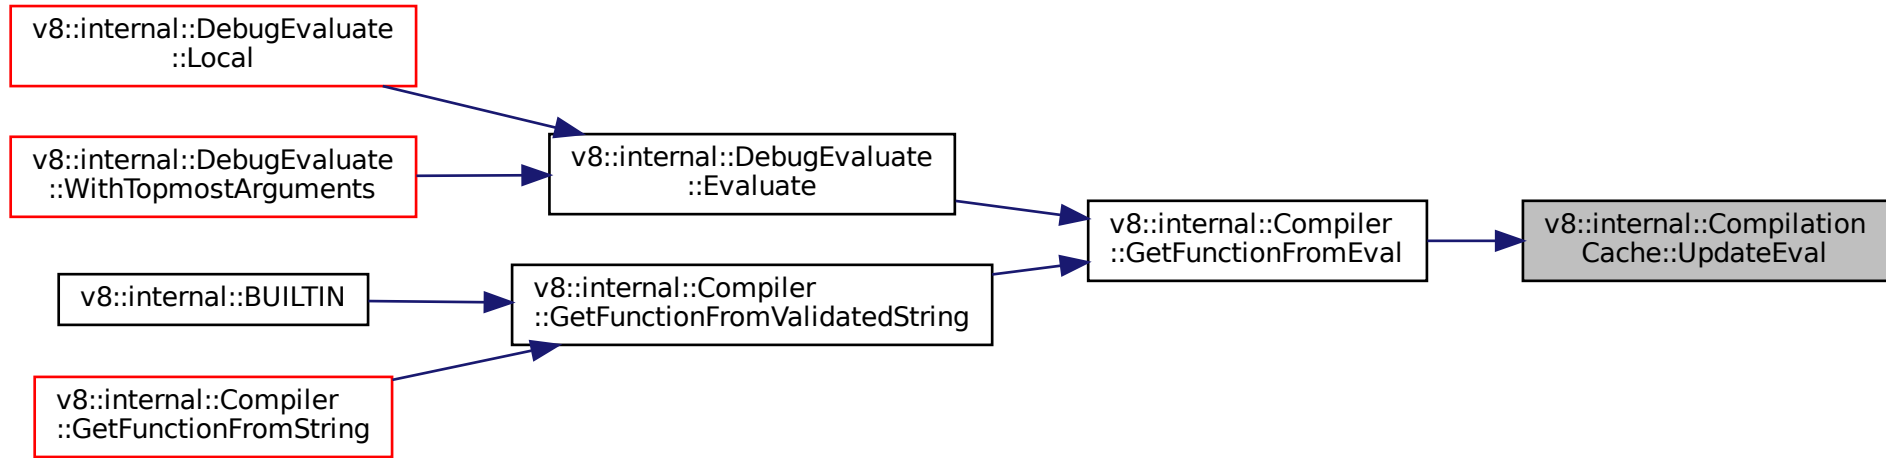 v8::internal::DebugEvaluate
::Local
v8::internal::DebugEvaluate
::WithTopmostArguments
v8::internal::BUILTIN
v8::internal::Compiler
::GetFunctionFromString
v8::internal::DebugEvaluate
::Evaluate
v8::internal::Compiler
::GetFunctionFromValidatedString
v8::internal::Compiler
::GetFunctionFromEval
v8::internal::Compilation
Cache::UpdateEval